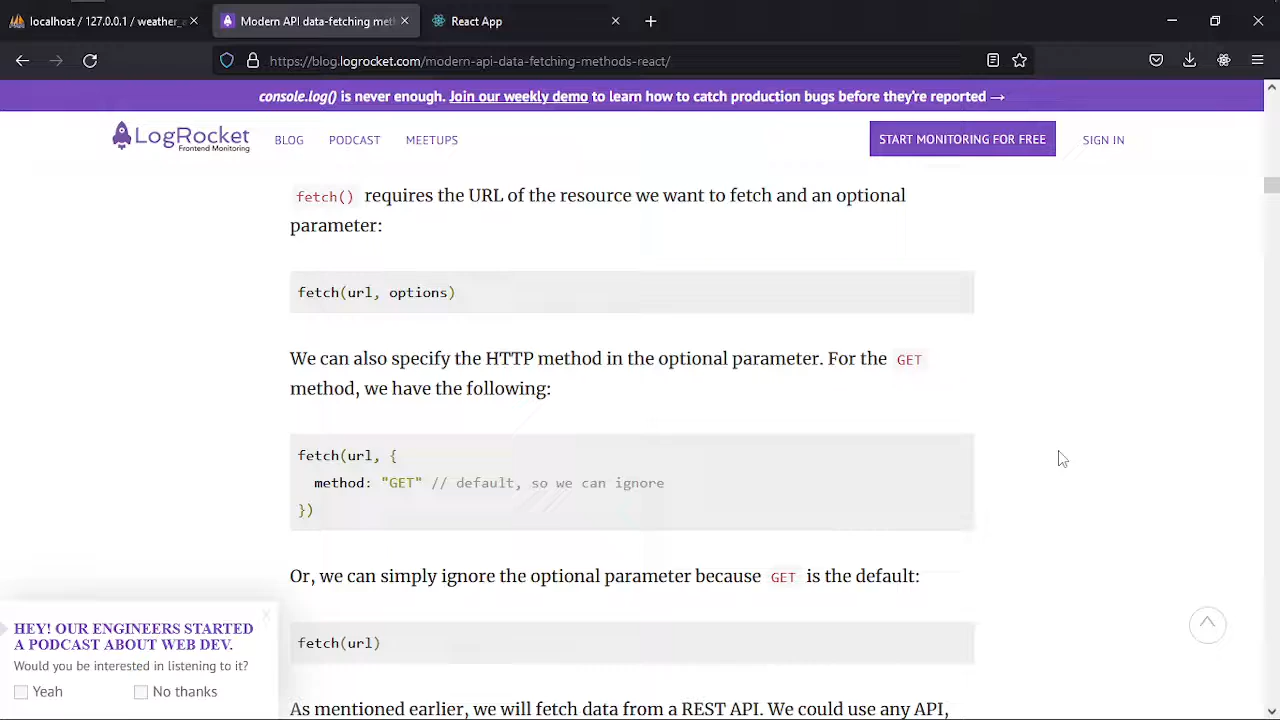 localhost / 127.0.0.1 / weather_
Modern API data-fetching met
React App
https://blog.logrocket.com/modern-api-data-fetching-methods-react/
console.log() is never enough. Join our weekly demo to learn how to catch production bugs before they're reported →
LogRocket
Frontend Monitoring
BLOG
PODCAST
MEETUPS
START MONITORING FOR FREE
SIGN IN
fetch() requires the URL of the resource we want to fetch and an optional
parameter:
fetch(url, options)
We can also specify the HTTP method in the optional parameter. For the GET
method, we have the following:
fetch(url, {
method: "GET" // default, so we can ignore
})
Or, we can simply ignore the optional parameter because GET is the default:
fetch(url)
HEY! OUR ENGINEERS STARTED
A PODCAST ABOUT WEB DEV.
Would you be interested in listening to it?
Yeah
No thanks
As mentioned earlier, we will fetch data from a REST API. We could use any API,